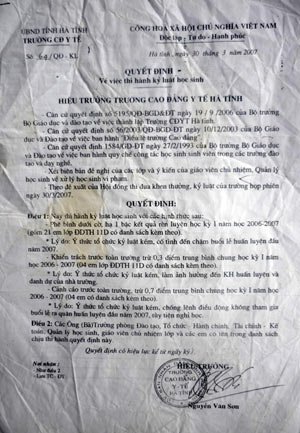 UBND TỈNH HÀ TĨNH
TRƯỜNG CĐ Y TẾ
Số 64 /QĐ - KL
CỘNG HOÀ XÃ HỘI CHỦ NGHĨA VIỆT NAM
Độc lập - Tự do - Hạnh phúc
Hà tĩnh, ngày 30 tháng 3 năm 2007
QUYẾT ĐỊNH
Về việc thi hành kỷ luật học sinh
HIỆU TRƯỞNG TRƯỜNG CAO ĐẲNG Y TẾ HÀ TĨNH
- Căn cứ quyết định số 5195/QĐ-BGD&ĐT ngày 19 / 9 /2006 của Bộ trưởng
Bộ Giáo dục và đào tạo về việc thành lập Trường CĐYT Hà tĩnh.
- Căn cứ quyết định số 56/2003/QĐ-BGD-ĐT ngày 10/12/2003 của Bộ Giáo
dục và đào tạo về việc ban hành "Điều lệ trường Cao đẳng".
- Căn cứ quyết định 1584/GD-ĐT ngày 27/2/1993 của Bộ trưởng Bộ Giáo dục
và Đào tạo về việc ban hành quy chế công tác học sinh sinh viên trong các trường đào
tạo và dạy nghề.
- Xét biên bản đề nghị của các lớp và ý kiến của giáo viên chủ nhiệm, Quản lý
học sinh về xử lý học sinh vi phạm.
- Theo đề xuất của Hội đồng thi đua khen thưởng, kỷ luật của trường họp phiên
ngày 30/3/2007.
QUYẾT ĐỊNH:
Điều 1: Nay thi hành kỷ luật học sinh với các hình thức sau:
- Phê bình dưới cờ, hạ 1 bậc kết quả rèn luyện học kỳ I năm học 2006-2007
(gồm 21 em lớp ĐDTH 11D có danh sách kèm theo).
* Lý do: Ý thức tổ chức kỷ luật kém, cố tình đến chậm buổi lễ huấn luyện đầu
năm 2007.
- Khiển trách trước toàn trường trừ 0,3 điểm trung bình chung học kỳ I năm
học 2006 - 2007 (04 em lớp ĐDTH 11D có danh sách kèm theo).
* Lý do: Ý thức tổ chức kỷ luật kém, làm ảnh hưởng đến KH huấn luyện và
danh dự của nhà trường.
- Cảnh cáo trước toàn trường, trừ 0,7 điểm trung bình chung học kỳ I năm học
2006 - 2007 (04 em có danh sách kèm theo).
* Lý do: Ý thức tổ chức kỷ luật kém, chống lệnh điều động không tham gia
buổi lễ ra quân huấn luyện đầu năm 2007, tùy tiện nghỉ học.
Điều 2: Các Ông (Bà)Trưởng phòng Đào tạo, Tổ chức - Hành chính, Tài chính - Kế
toán, Quản lý học sinh, giáo viên chủ nhiệm lớp và các em có tên trong danh sách
chịu thi hành quyết định này
Quyết định có hiệu lực kể từ ngày ký./.
Nơi nhận:
- Như điều 2
- Lưu TC - ĐT
HIỆU TRƯỞNG
TRƯỜNG
CAO ĐẲNG
Y - TẾ
HÀ TĨNH
Nguyễn Văn Sơn